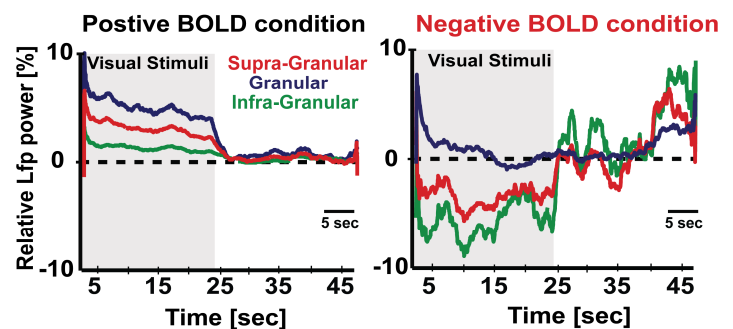 Postive BOLD condition
Negative BOLD condition
Relative Lfp power [%]
10
0
-10
Visual Stimuli
Supra-Granular
Granular
Infra-Granular
5 sec
5
15
25
35
45
Time [sec]
10
0
-10
Visual Stimuli
5 sec
5
15
25
35
45
Time [sec]